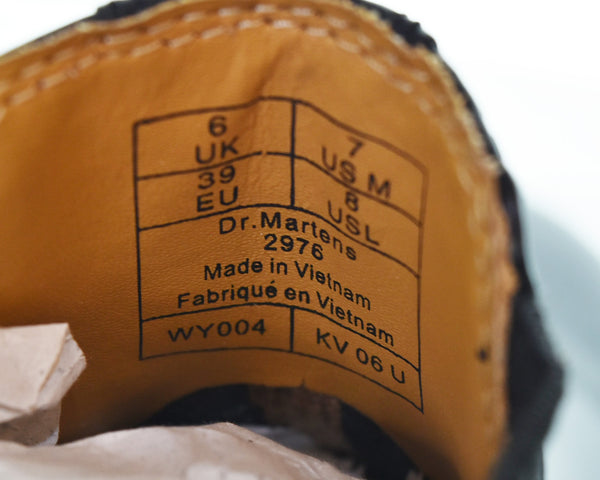 6 7
UK US M
39 8
EU US L
Dr.Martens
2976
Made in Vietnam
Fabriqué en Vietnam
WY004 KV 06 U